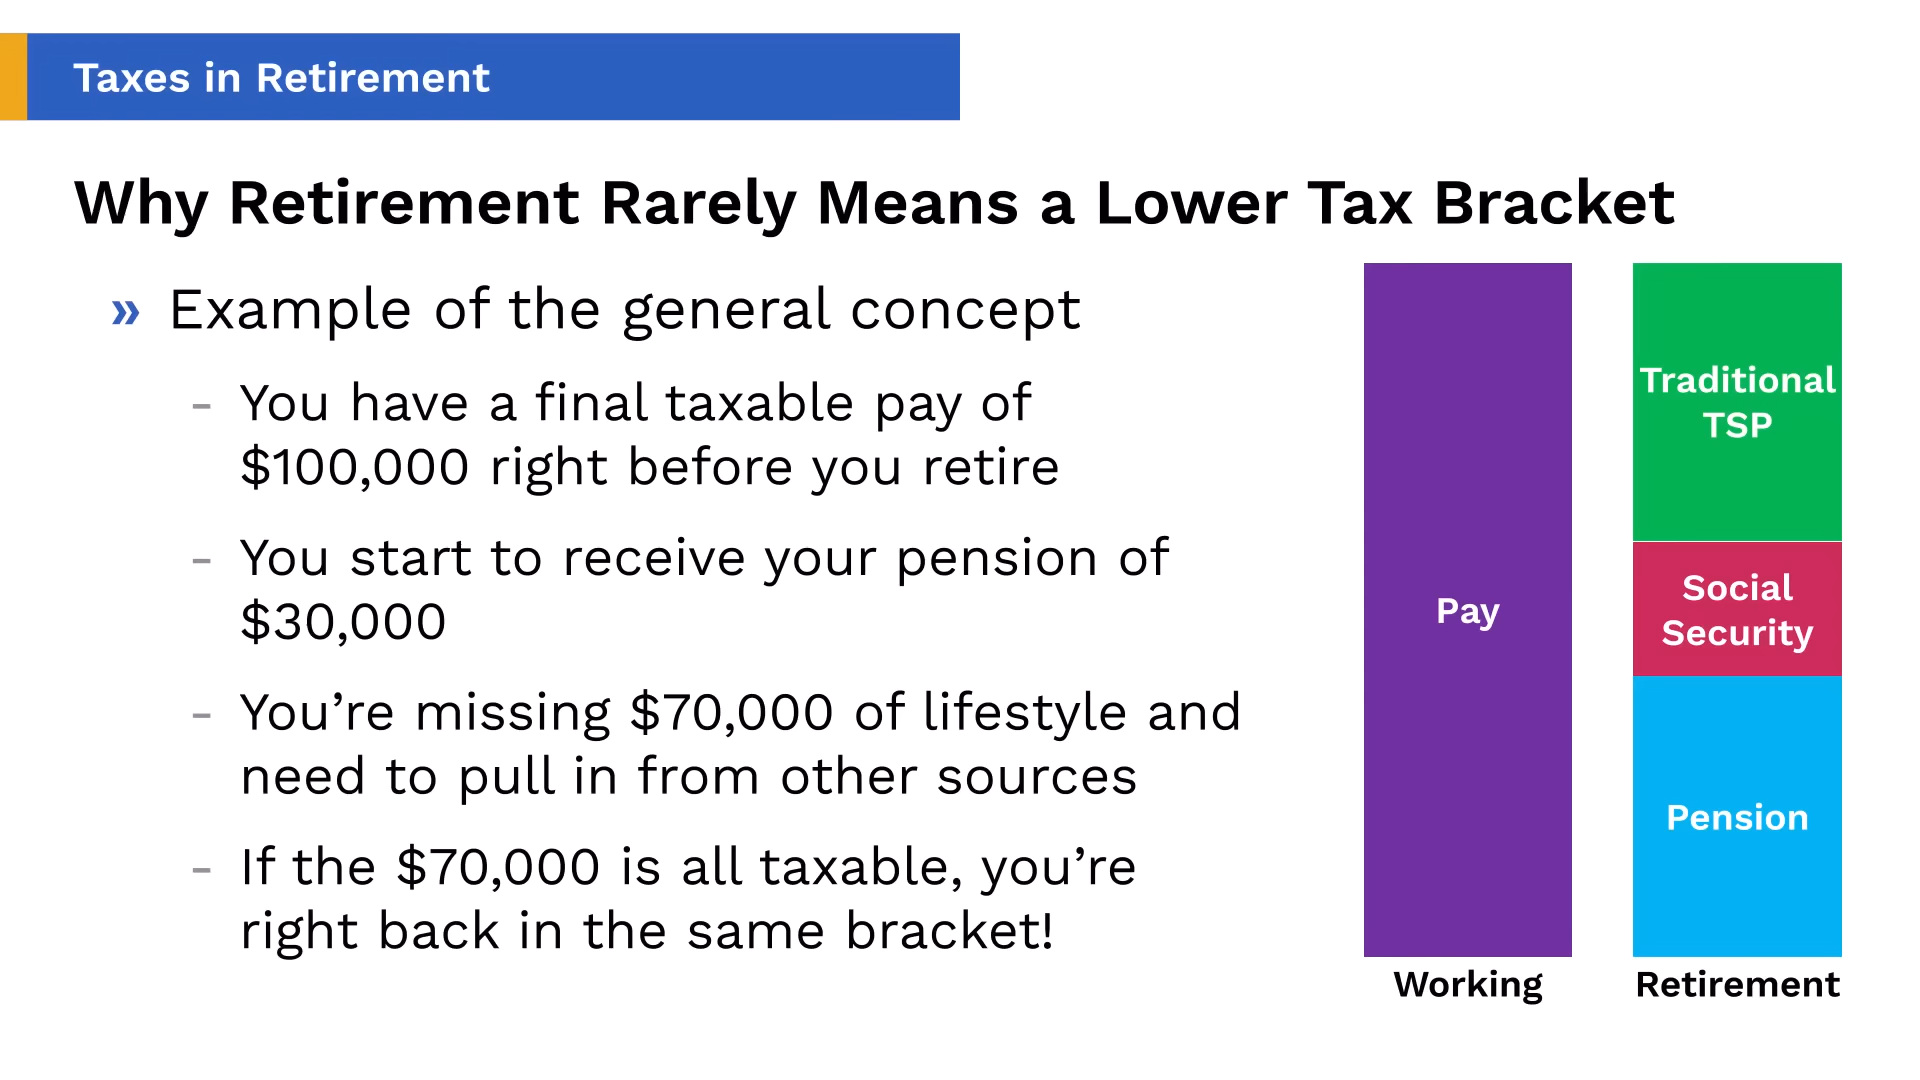 Taxes in Retirement
Why Retirement Rarely Means a Lower Tax Bracket
» Example of the general concept
- You have a final taxable pay of
$100,000 right before you retire
- You start to receive your pension of
$30,000
- You’re missing $70,000 of lifestyle and
need to pull in from other sources
- If the $70,000 is all taxable, you’re
right back in the same bracket!
Pay
Working
Traditional
TSP
Social
Security
Pension
Retirement